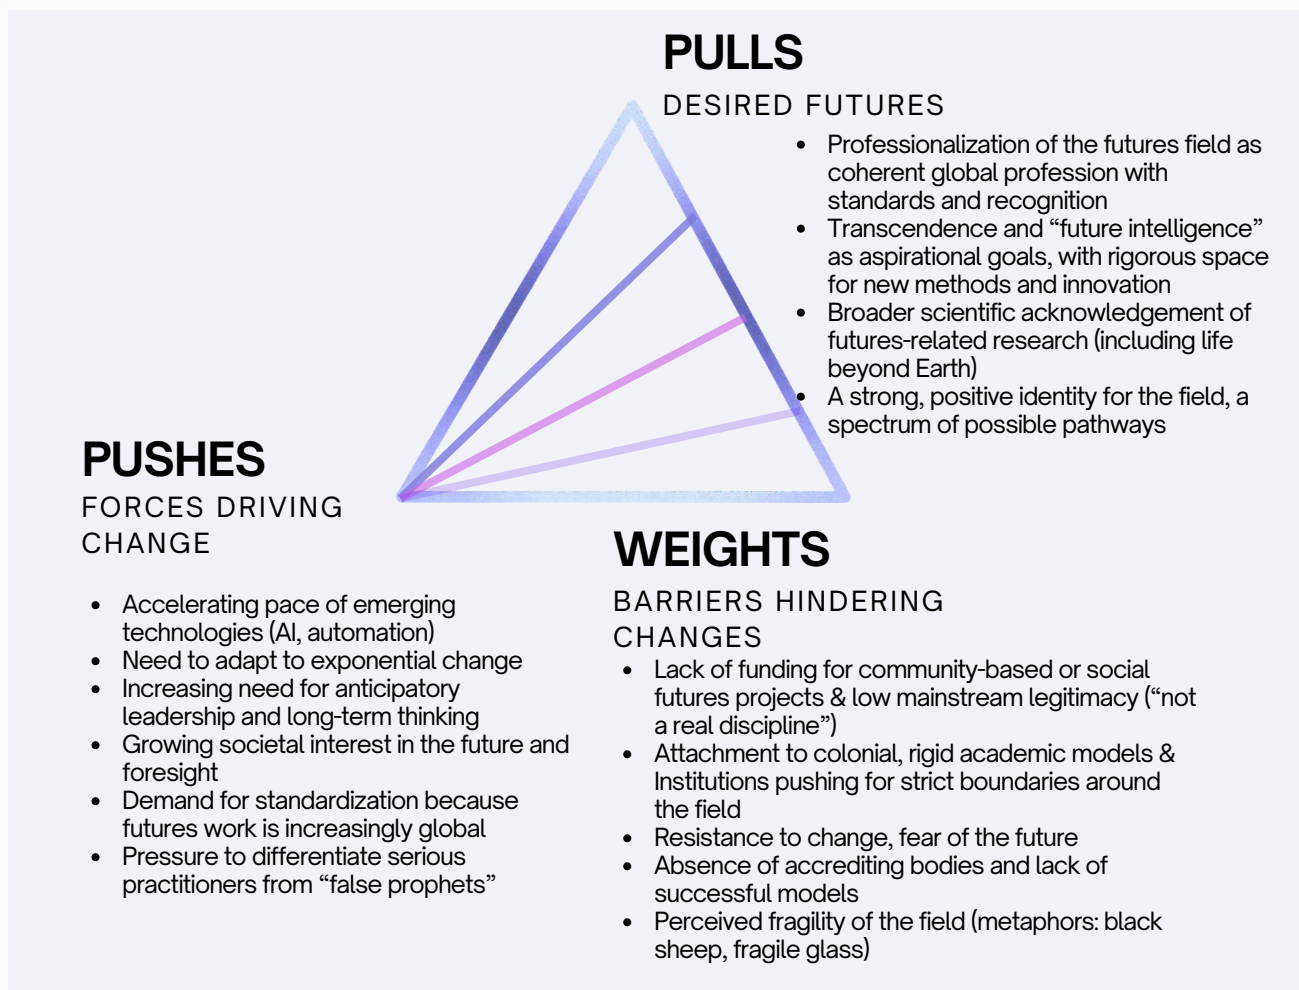 PULLS
DESIRED FUTURES
• Professionalization of the futures field as
coherent global profession with
standards and recognition
• Transcendence and “future intelligence”
as aspirational goals, with rigorous space
for new methods and innovation
• Broader scientific acknowledgement of
futures-related research (including life
beyond Earth)
• A strong, positive identity for the field, a
spectrum of possible pathways
PUSHES
FORCES DRIVING
CHANGE
• Accelerating pace of emerging
technologies (AI, automation)
• Need to adapt to exponential change
• Increasing need for anticipatory
leadership and long-term thinking
• Growing societal interest in the future and
foresight
• Demand for standardization because
futures work is increasingly global
• Pressure to differentiate serious
practitioners from “false prophets”
WEIGHTS
BARRIERS HINDERING
CHANGES
• Lack of funding for community-based or social
futures projects & low mainstream legitimacy (“not
a real discipline”)
• Attachment to colonial, rigid academic models &
Institutions pushing for strict boundaries around
the field
• Resistance to change, fear of the future
• Absence of accrediting bodies and lack of
successful models
• Perceived fragility of the field (metaphors: black
sheep, fragile glass)